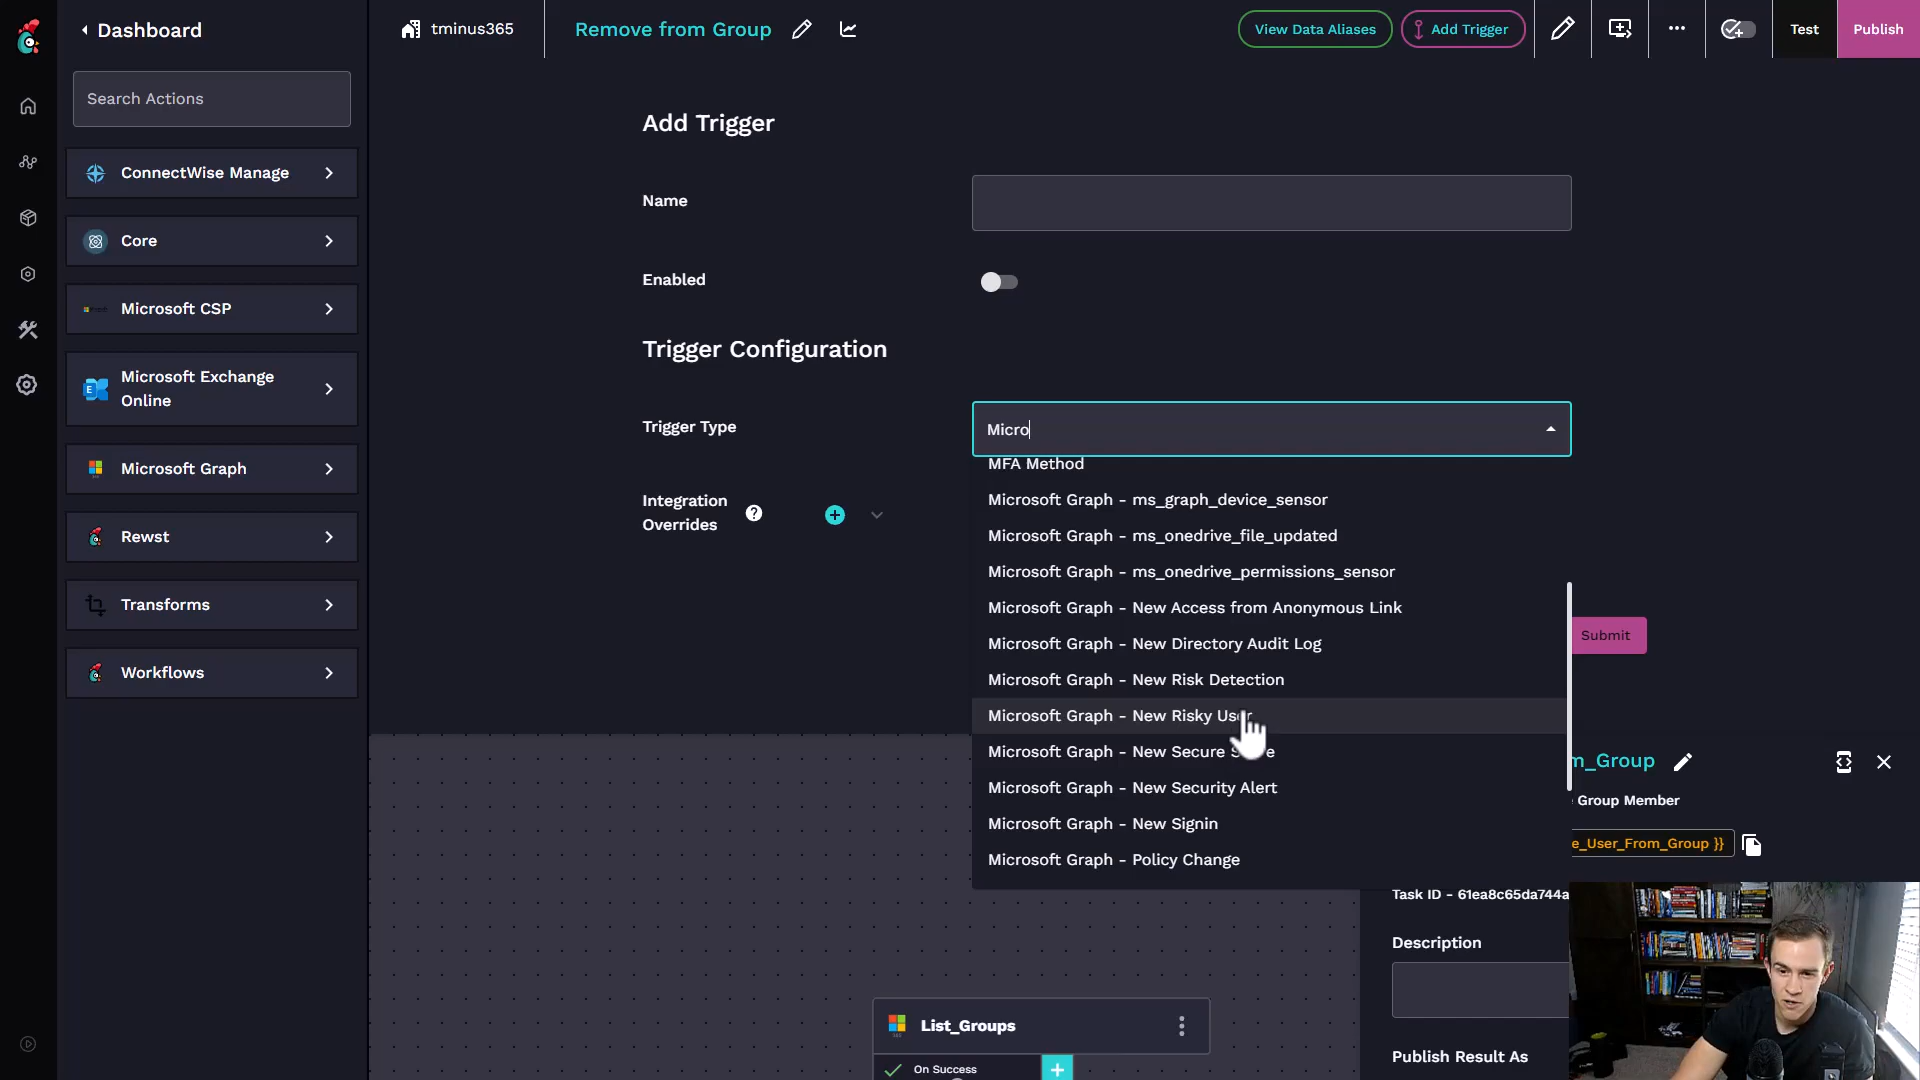 Dashboard
tminus365
Remove from Group
View Data Aliases
Add Trigger
Test
Publish
Search Actions
ConnectWise Manage
Core
Microsoft CSP
Microsoft Exchange
Online
Microsoft Graph
Rewst
Transforms
Workflows
Add Trigger
Name
Enabled
Trigger Configuration
Trigger Type
Micro
Integration
Overrides
MFA Method
Microsoft Graph - ms_graph_device_sensor
Microsoft Graph - ms_onedrive_file_updated
Microsoft Graph - ms_onedrive_permissions_sensor
Microsoft Graph - New Access from Anonymous Link
Microsoft Graph - New Directory Audit Log
Microsoft Graph - New Risk Detection
Microsoft Graph - New Risky User
Microsoft Graph - New Secure
Microsoft Graph - New Security Alert
Microsoft Graph - New Signin
Microsoft Graph - Policy Change
Submit
m_Group
Group Member
e_User_From_Group }}
Task ID - 61ea8c65da744a
Description
Publish Result As
List_Groups
On Success